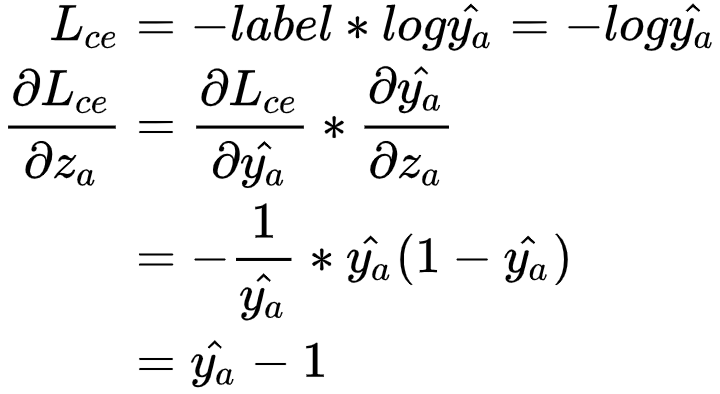 L_{ce} = -label * log\hat{y_a} = -log\hat{y_a}
\frac{\partial L_{ce}}{\partial z_a} = \frac{\partial L_{ce}}{\partial \hat{y_a}} * \frac{\partial \hat{y_a}}{\partial z_a}
= -\frac{1}{\hat{y_a}} * \hat{y_a}(1 - \hat{y_a})
= \hat{y_a} - 1